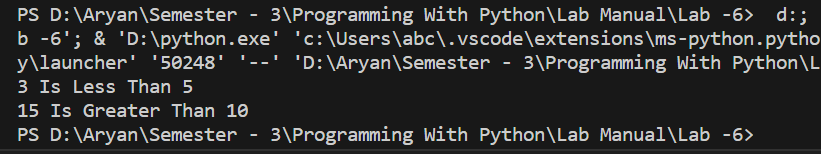 PS D:\Aryan\Semester - 3\Programming With Python\Lab Manual\Lab -6>  d:;
b -6'; & 'D:\python.exe' 'c:\Users\abc\.vscode\extensions\ms-python.pytho
y\launcher' '50248' '--' 'D:\Aryan\Semester - 3\Programming With Python\L
3 Is Less Than 5
15 Is Greater Than 10
PS D:\Aryan\Semester - 3\Programming With Python\Lab Manual\Lab -6>